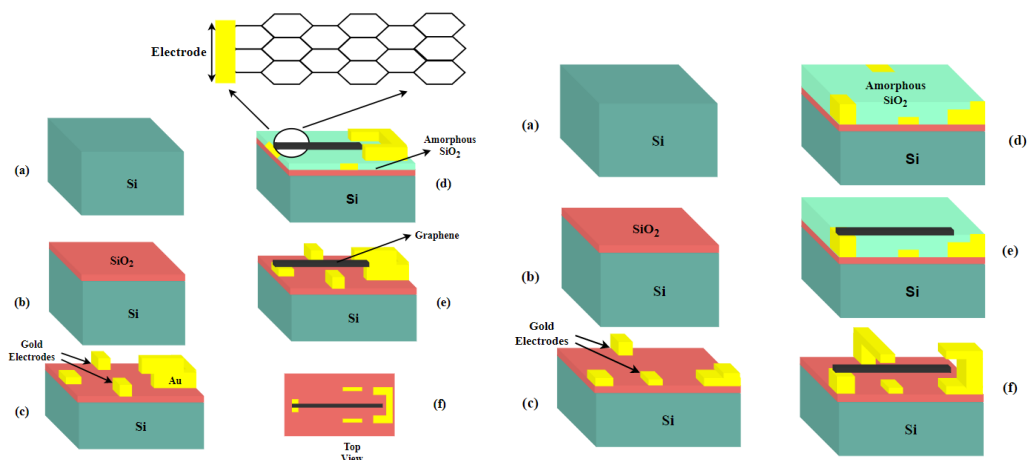 Electrode
(a)
Si
Amorphous
SiO2
(d)
Si
SiO2
(b)
Si
Graphene
(e)
Si
Gold
Electrodes
Au
(c)
Si
(f)
Top
View
(a)
Si
Amorphous
SiO2
(d)
Si
SiO2
(b)
Si
(e)
Si
Gold
Electrodes
(c)
Si
(f)
Si